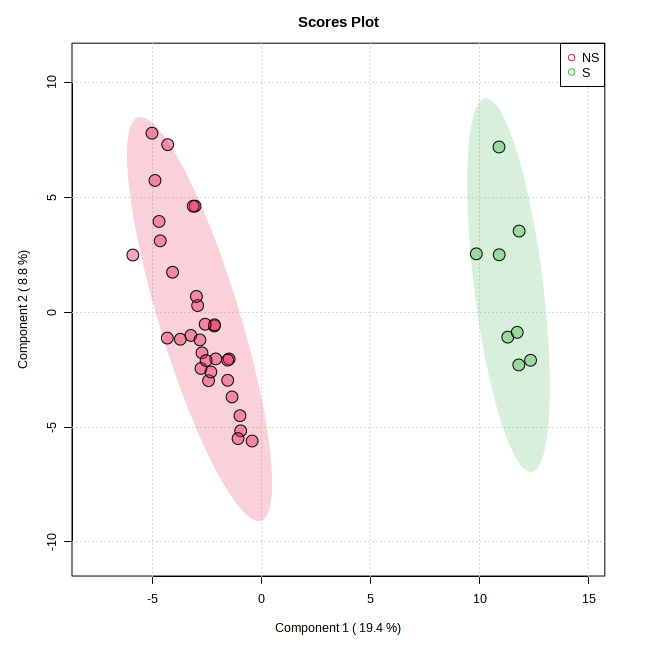 Scores Plot
NS
S
10
5
0
-5
-10
Component 2 ( 8.8 %)
-5 0 5 10 15
Component 1 ( 19.4 %)